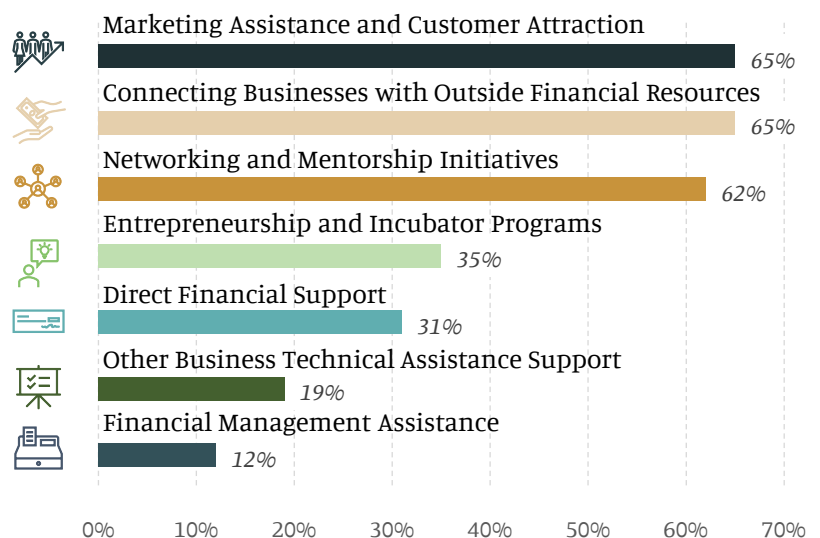 Marketing Assistance and Customer Attraction
65%
Connecting Businesses with Outside Financial Resources
65%
Networking and Mentorship Initiatives
62%
Entrepreneurship and Incubator Programs
35%
Direct Financial Support
31%
Other Business Technical Assistance Support
19%
Financial Management Assistance
12%
0% 10% 20% 30% 40% 50% 60% 70%